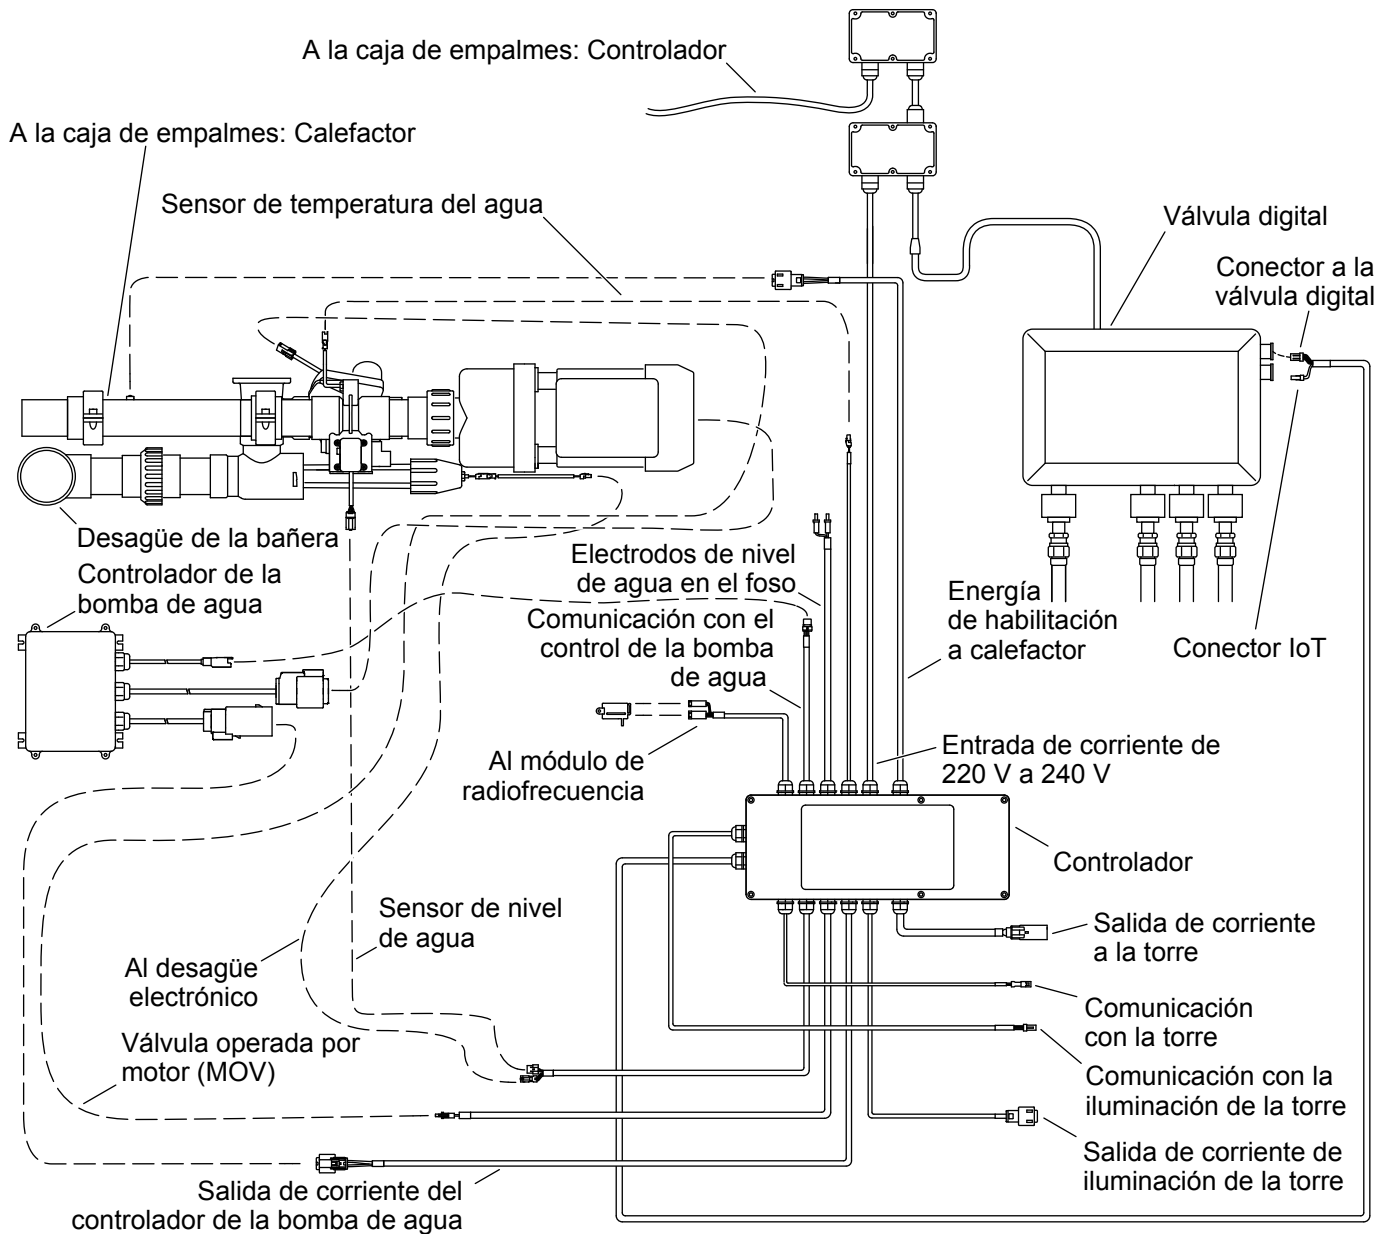 A la caja de empalmes: Controlador
A la caja de empalmes: Calefactor
Sensor de temperatura del agua
Válvula digital
Conector a la
válvula digital
Desagüe de la bañera
Controlador de la
bomba de agua
Electrodos de nivel
de agua en el foso
Comunicación con el
control de la bomba
de agua
Energía
de habilitación
a calefactor
Conector IoT
Al módulo de
radiofrecuencia
Entrada de corriente de
220 V a 240 V
Controlador
Sensor de nivel
de agua
Salida de corriente
a la torre
Al desagüe
electrónico
Comunicación
con la torre
Válvula operada por
motor (MOV)
Comunicación con la
iluminación de la torre
Salida de corriente de
iluminación de la torre
Salida de corriente del
controlador de la bomba de agua